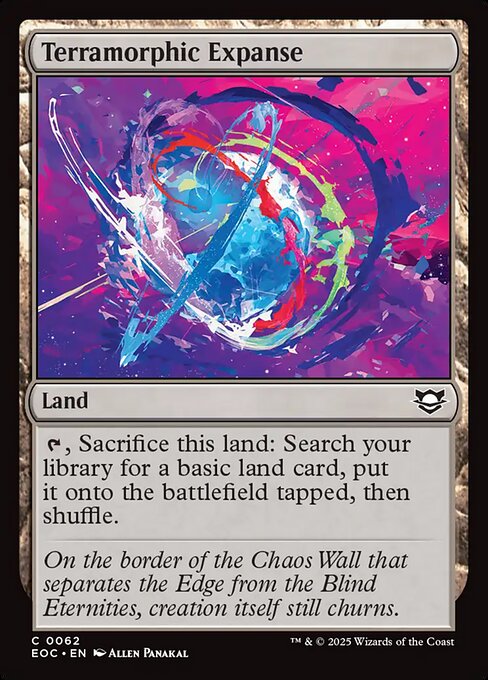 Terramorphic Expanse
Land
, Sacrifice this land: Search your
library for a basic land card, put
it onto the battlefield tapped, then
shuffle.
On the border of the Chaos Wall that
separates the Edge from the Blind
Eternities, creation itself still churns.
C 0062
EOC • EN Allen Panakal
™ & © 2025 Wizards of the Coast